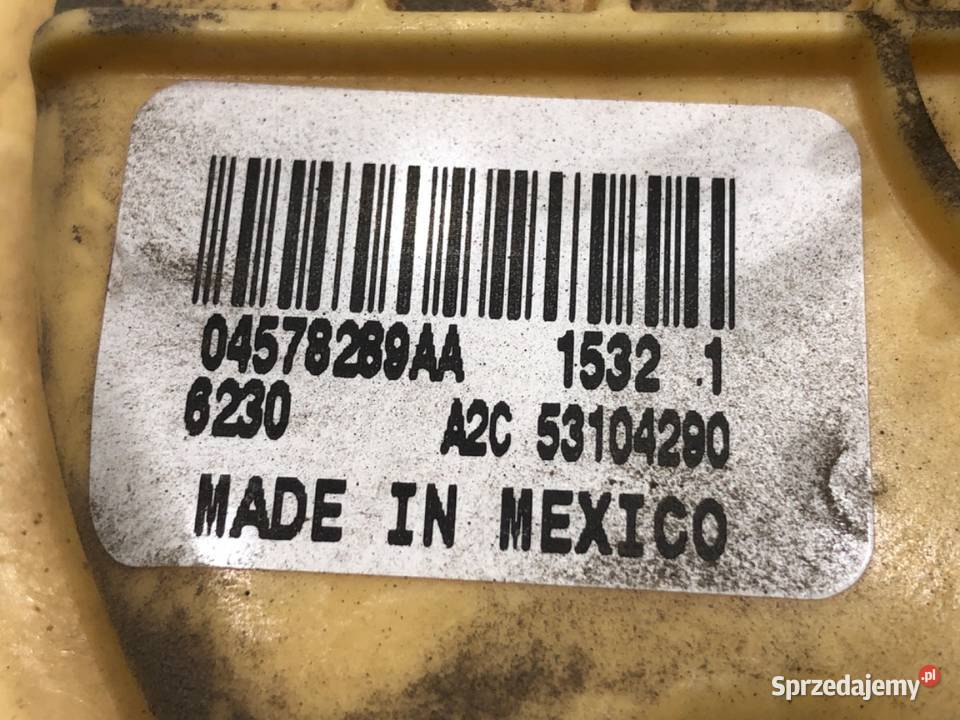 04578289AA 1532 1
6230 A2C 53104290
MADE IN MEXICO
Sprzedajemy.pl